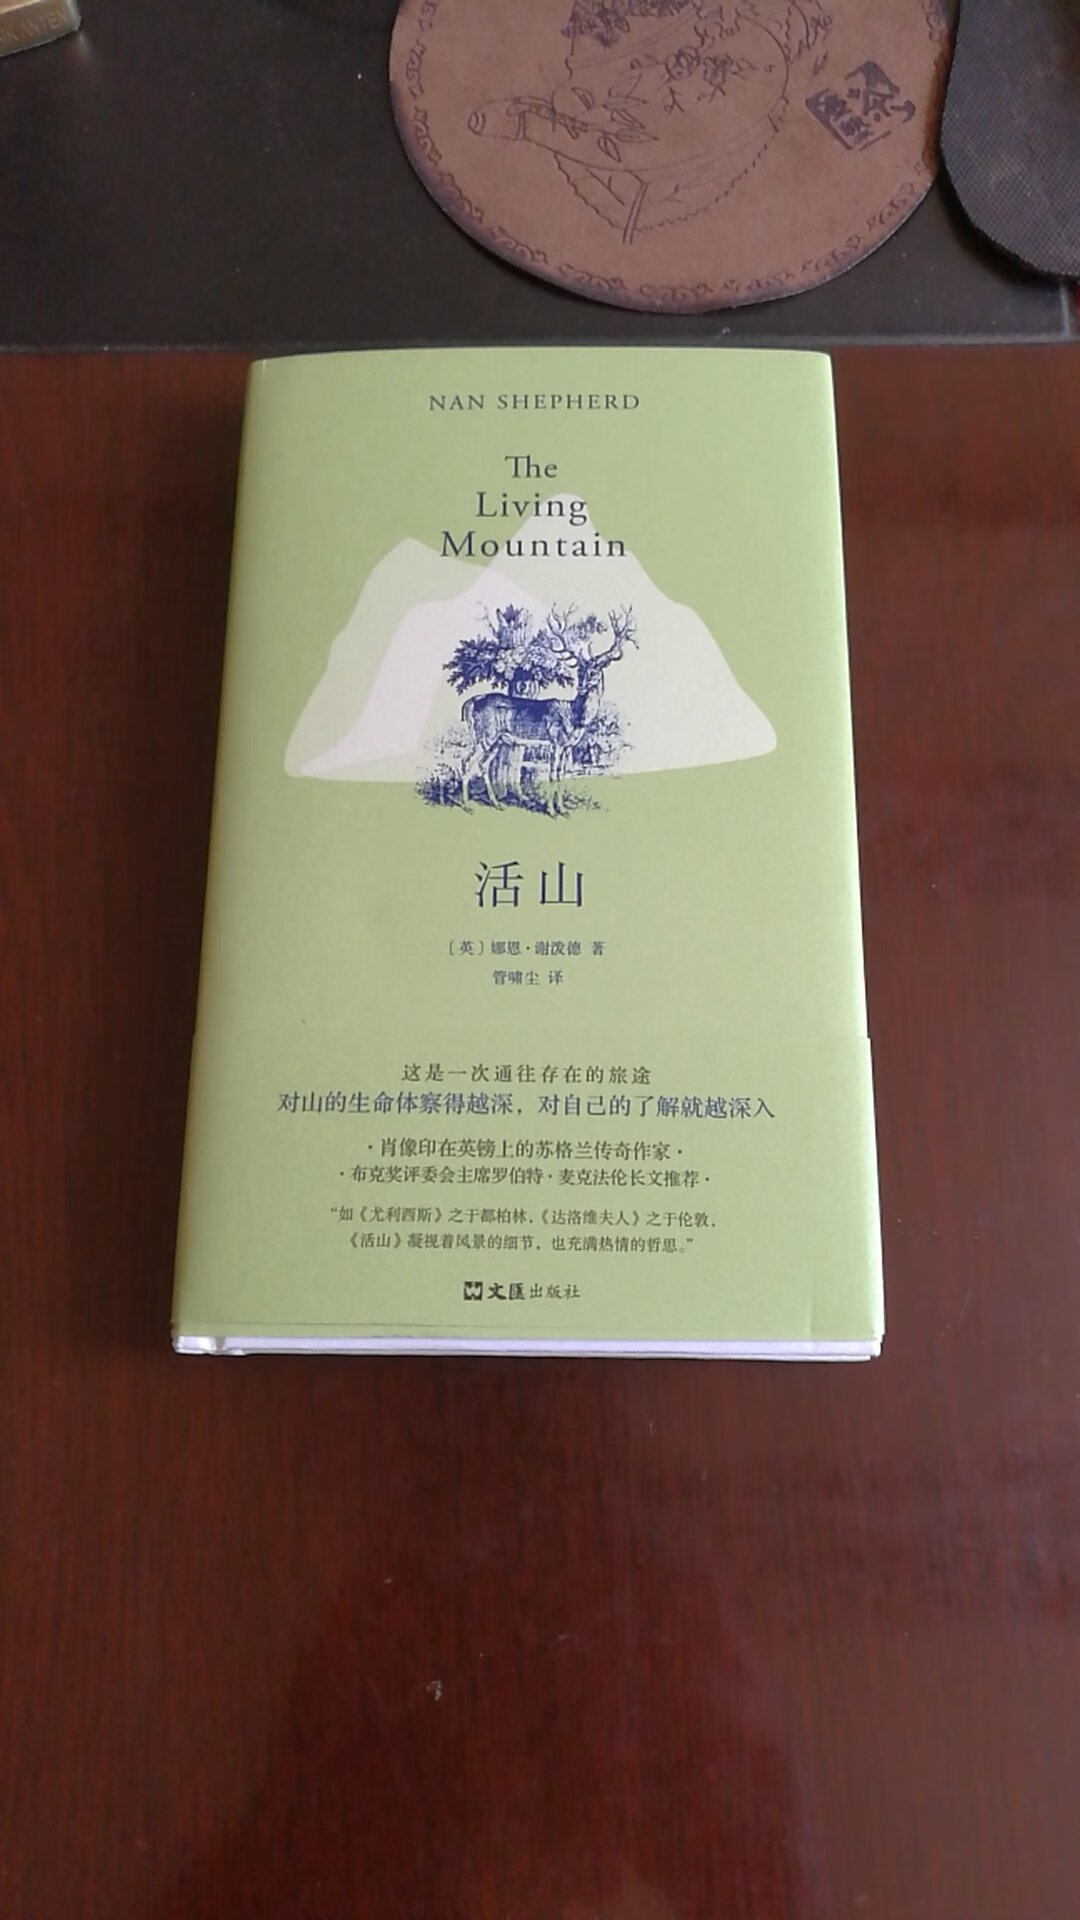 NAN SHEPHERD
The
Living
Mountain
活山
〔英〕娜恩·谢泼德 著
管啸尘 译
这是一次通往存在的旅途
对山的生命体察得越深，对自己的了解就越深入
·肖像印在英镑上的苏格兰传奇作家·
·布克奖评委会主席罗伯特·麦克法伦长文推荐·
“如《尤利西斯》之于都柏林，《达洛维夫人》之于伦敦，
《活山》凝视着风景的细节，也充满热情的哲思。”
文匯出版社